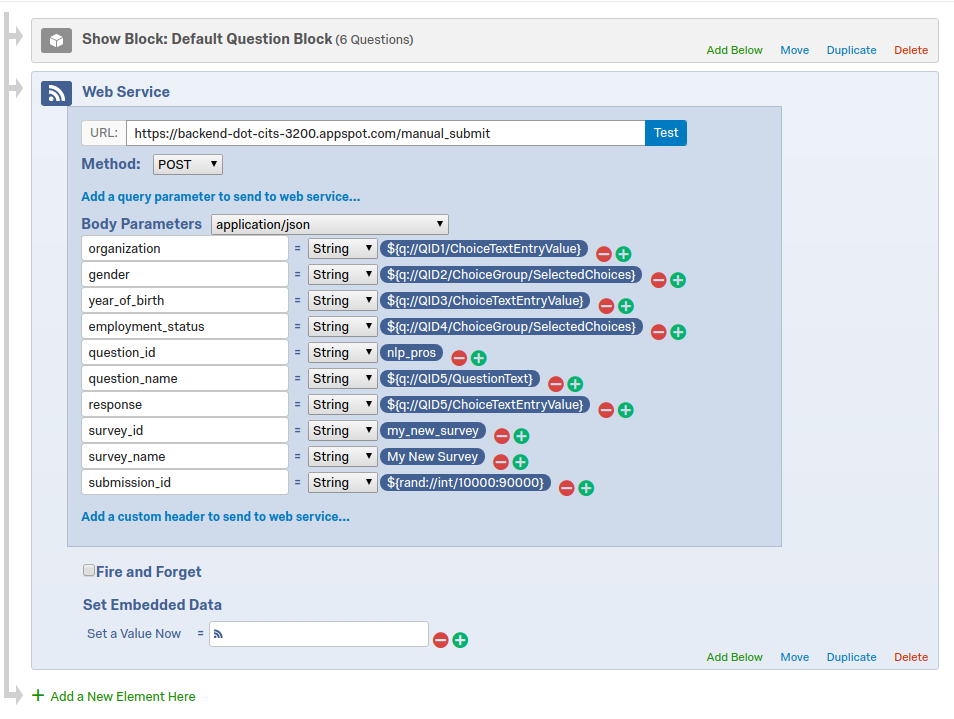 Show Block: Default Question Block (6 Questions)
Add Below Move Duplicate Delete
Web Service
URL: https://backend-dot-cits-3200.appspot.com/manual_submit Test
Method: POST
Add a query parameter to send to web service...
Body Parameters application/json
organization = String ${q://QID1/ChoiceTextEntryValue}
gender = String ${q://QID2/ChoiceGroup/SelectedChoices}
year_of_birth = String ${q://QID3/ChoiceTextEntryValue}
employment_status = String ${q://QID4/ChoiceGroup/SelectedChoices}
question_id = String nlp_pros
question_name = String ${q://QID5/QuestionText}
response = String ${q://QID5/ChoiceTextEntryValue}
survey_id = String my_new_survey
survey_name = String My New Survey
submission_id = String ${rand://int/10000:90000}
Add a custom header to send to web service...
Fire and Forget
Set Embedded Data
Set a Value Now =
Add Below Move Duplicate Delete
+ Add a New Element Here